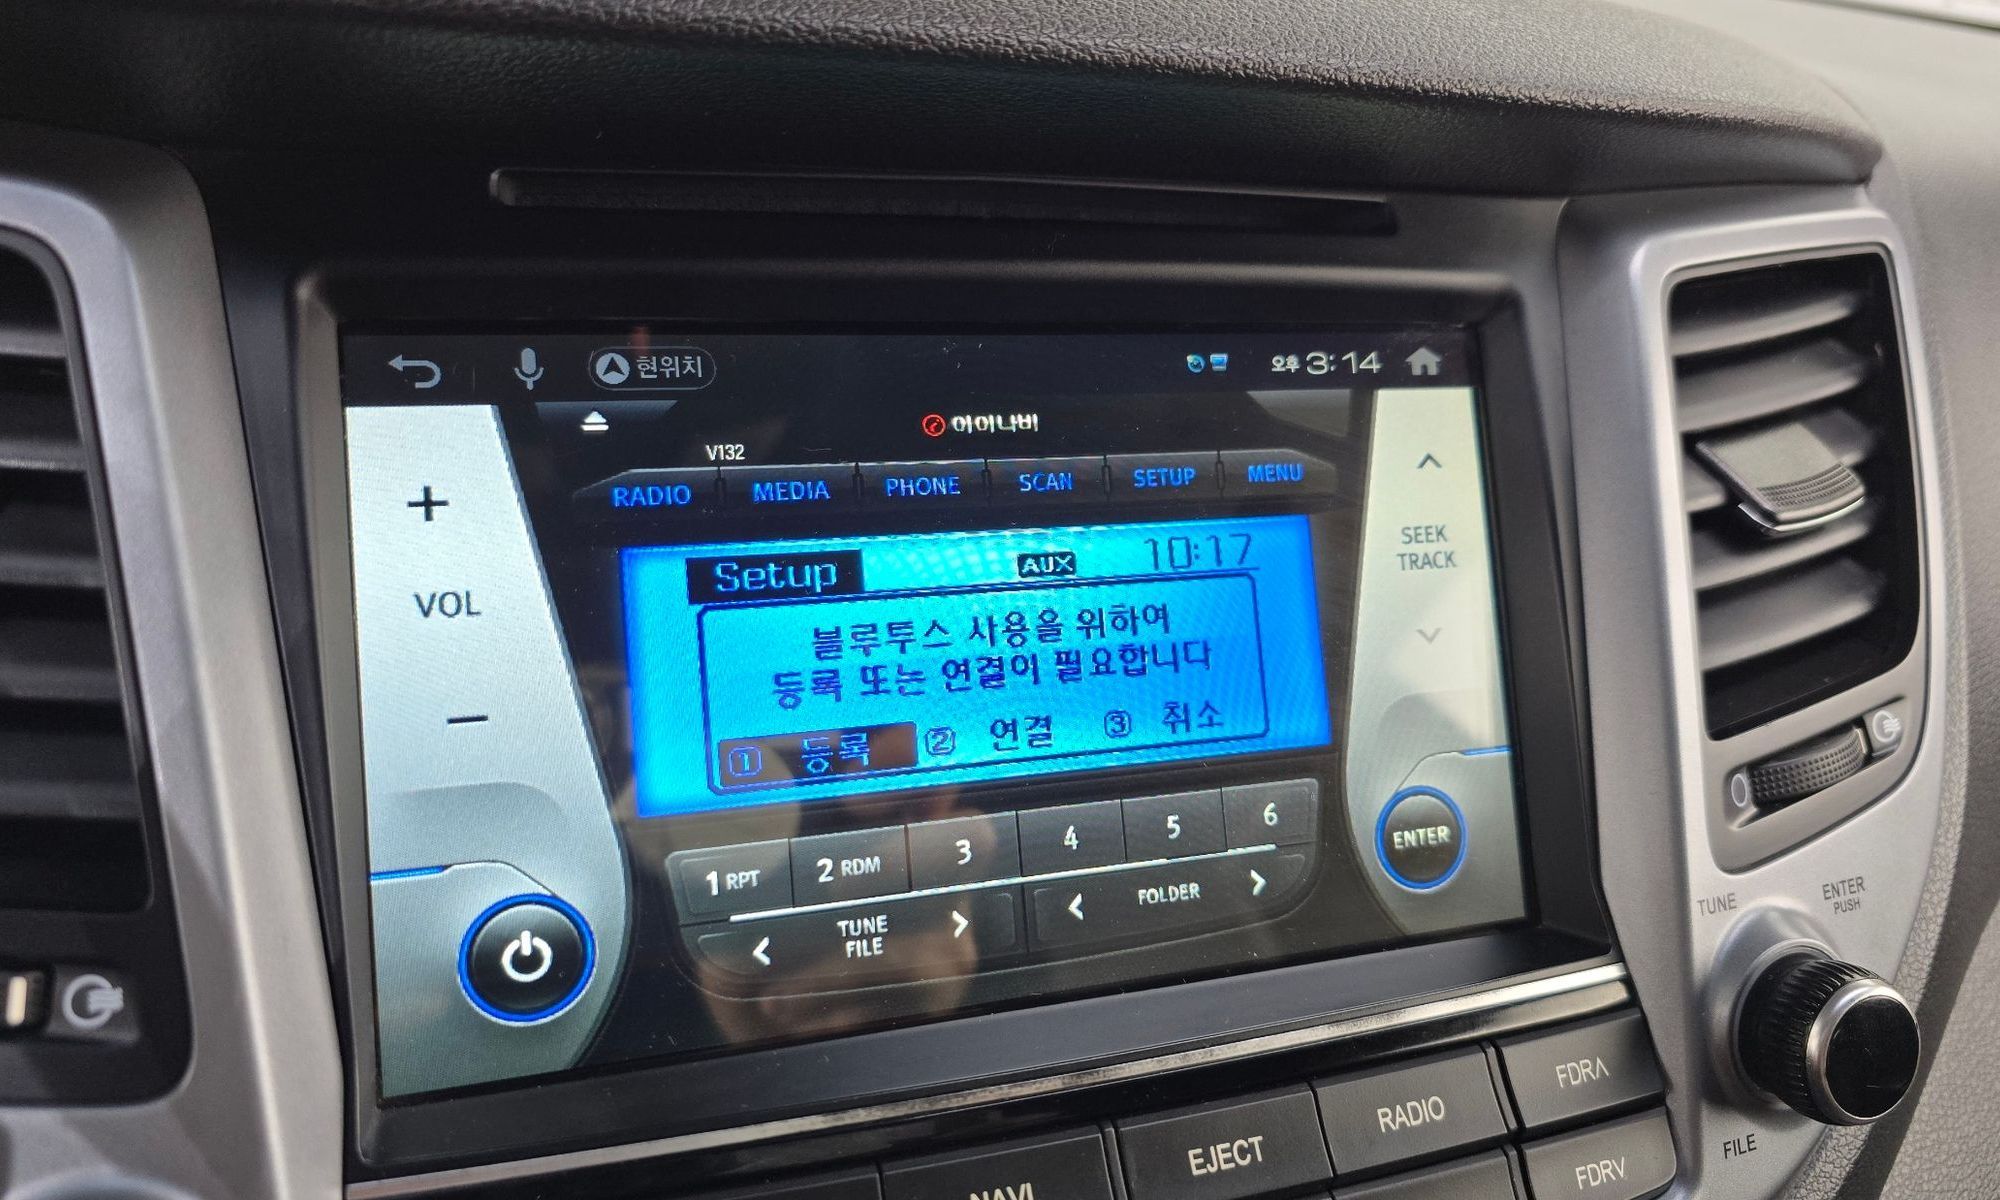 현위치
오후 3:14
아이나비
V132
RADIO
MEDIA
PHONE
SCAN
SETUP
MENU
+
VOL
−
SEEK
TRACK
Setup
AUX
10:17
블루투스 사용을 위하여
등록 또는 연결이 필요합니다
1 등록 2 연결 3 취소
1 RPT
2 RDM
3
4
5
6
TUNE
FILE
FOLDER
ENTER
TUNE
ENTER
PUSH
FILE
NAVI
EJECT
RADIO
FDR∧
FDR∨